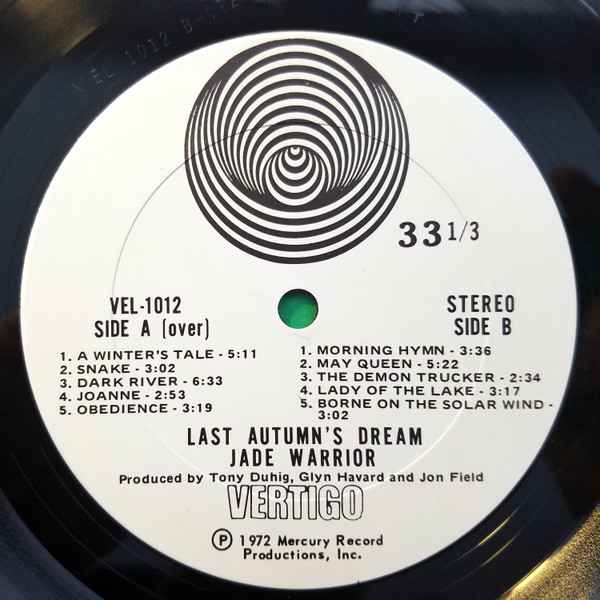 VEL 1012 B-
33 1/3
VEL-1012
SIDE A (over)
1. A WINTER'S TALE - 5:11
2. SNAKE - 3:02
3. DARK RIVER - 6:33
4. JOANNE - 2:53
5. OBEDIENCE - 3:19
STEREO
SIDE B
1. MORNING HYMN - 3:36
2. MAY QUEEN - 5:22
3. THE DEMON TRUCKER - 2:34
4. LADY OF THE LAKE - 3:17
5. BORNE ON THE SOLAR WIND -
3:02
LAST AUTUMN'S DREAM
JADE WARRIOR
Produced by Tony Duhig, Glyn Havard and Jon Field
VERTIGO
Ⓟ 1972 Mercury Record
Productions, Inc.